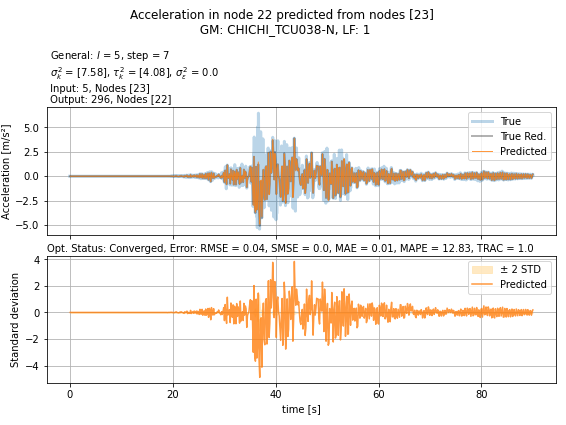 Acceleration in node 22 predicted from nodes [23]
GM: CHICHI_TCU038-N, LF: 1
General: l = 5, step = 7
σ²ₖ = [7.58], τ²ₖ = [4.08], σ²ε = 0.0
Input: 5, Nodes [23]
Output: 296, Nodes [22]
Acceleration [m/s²]
5.0
2.5
0.0
−2.5
−5.0
True
True Red.
Predicted
Opt. Status: Converged, Error: RMSE = 0.04, SMSE = 0.0, MAE = 0.01, MAPE = 12.83, TRAC = 1.0
Standard deviation
4
2
0
−2
−4
± 2 STD
Predicted
0
20
40
60
80
time [s]